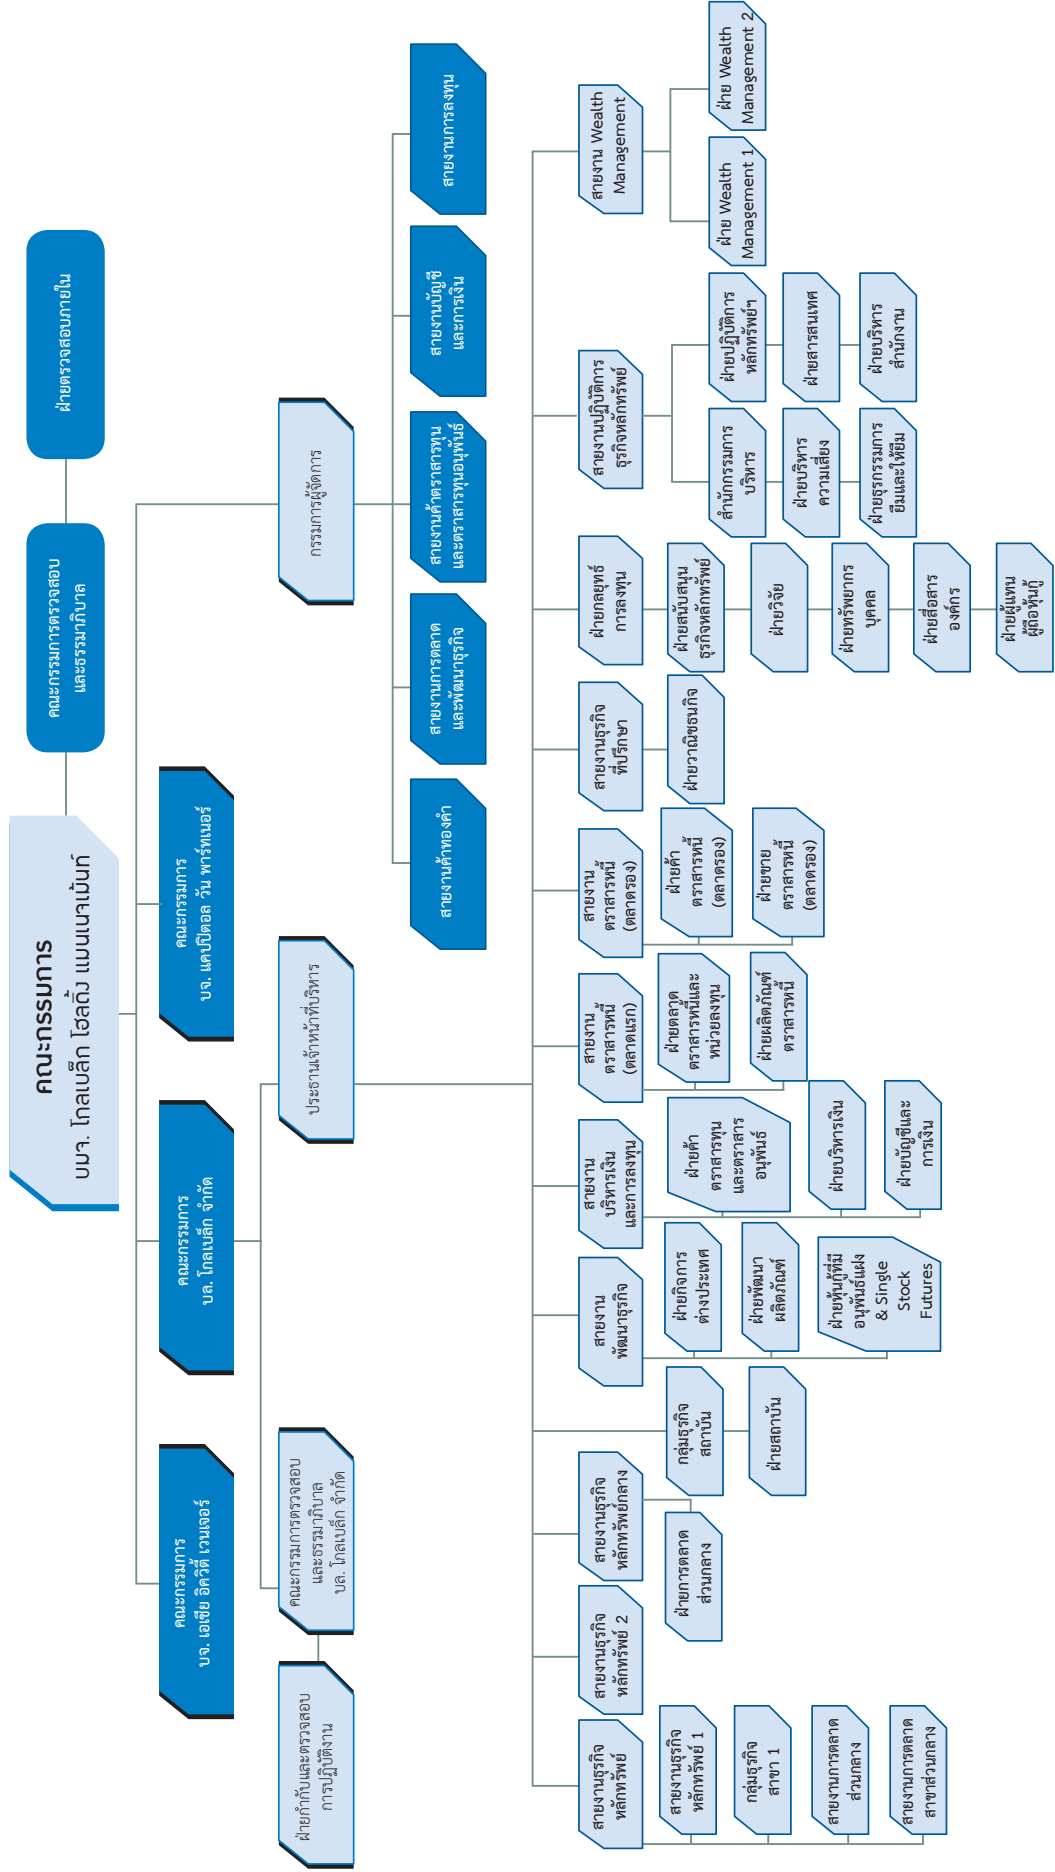 คณะกรรมการ
บมจ. โกลเบล็ก โฮลดิ้ง แมนเนจเม้นท์
คณะกรรมการตรวจสอบ
และธรรมาภิบาล
ฝ่ายตรวจสอบภายใน
คณะกรรมการ
บจ. เอเชีย อิควิตี้ เวนเจอร์
คณะกรรมการ
บล. โกลเบล็ก จำกัด
คณะกรรมการ
บจ. แคปปิตอล วัน พาร์ทเนอร์
ฝ่ายกำกับและตรวจสอบ
การปฏิบัติงาน
คณะกรรมการตรวจสอบ
และธรรมาภิบาล
บล. โกลเบล็ก จำกัด
ประธานเจ้าหน้าที่บริหาร
กรรมการผู้จัดการ
สายงานค้าทองคำ
สายงานการตลาด
และพัฒนาธุรกิจ
สายงานค้าตราสารทุน
และตราสารทุนอนุพันธ์
สายงานบัญชี
และการเงิน
สายงานการลงทุน
สายงานธุรกิจ
หลักทรัพย์
สายงานธุรกิจ
หลักทรัพย์ 1
กลุ่มธุรกิจ
สาขา 1
สายงานการตลาด
ส่วนกลาง
สายงานการตลาด
สาขาส่วนกลาง
สายงานธุรกิจ
หลักทรัพย์ 2
สายงานธุรกิจ
หลักทรัพย์กลาง
ฝ่ายการตลาด
ส่วนกลาง
กลุ่มธุรกิจ
สถาบัน
ฝ่ายสถาบัน
สายงาน
พัฒนาธุรกิจ
ฝ่ายกิจการ
ต่างประเทศ
ฝ่ายพัฒนา
ผลิตภัณฑ์
ฝ่ายหุ้นกู้ที่มี
อนุพันธ์แฝง
& Single
Stock
Futures
สายงาน
บริหารเงิน
และการลงทุน
ฝ่ายค้า
ตราสารทุน
และตราสาร
อนุพันธ์
ฝ่ายบริหารเงิน
ฝ่ายบัญชีและ
การเงิน
สายงาน
ตราสารหนี้
(ตลาดแรก)
ฝ่ายตลาด
ตราสารหนี้และ
หน่วยลงทุน
ฝ่ายผลิตภัณฑ์
ตราสารหนี้
สายงาน
ตราสารหนี้
(ตลาดรอง)
ฝ่ายค้า
ตราสารหนี้
(ตลาดรอง)
ฝ่ายขาย
ตราสารหนี้
(ตลาดรอง)
สายงานธุรกิจ
ที่ปรึกษา
ฝ่ายวาณิชธนกิจ
ฝ่ายกลยุทธ์
การลงทุน
ฝ่ายสนับสนุน
ธุรกิจหลักทรัพย์
ฝ่ายวิจัย
ฝ่ายทรัพยากร
บุคคล
ฝ่ายสื่อสาร
องค์กร
ฝ่ายผู้แทน
ผู้ถือหุ้นกู้
สายงานปฏิบัติการ
ธุรกิจหลักทรัพย์
สำนักกรรมการ
บริหาร
ฝ่ายบริหาร
ความเสี่ยง
ฝ่ายธุรกรรมการ
ยืมและให้ยืม
ฝ่ายปฏิบัติการ
หลักทรัพย์ฯ
ฝ่ายสารสนเทศ
ฝ่ายบริหาร
สำนักงาน
สายงาน Wealth
Management
ฝ่าย Wealth
Management 1
ฝ่าย Wealth
Management 2